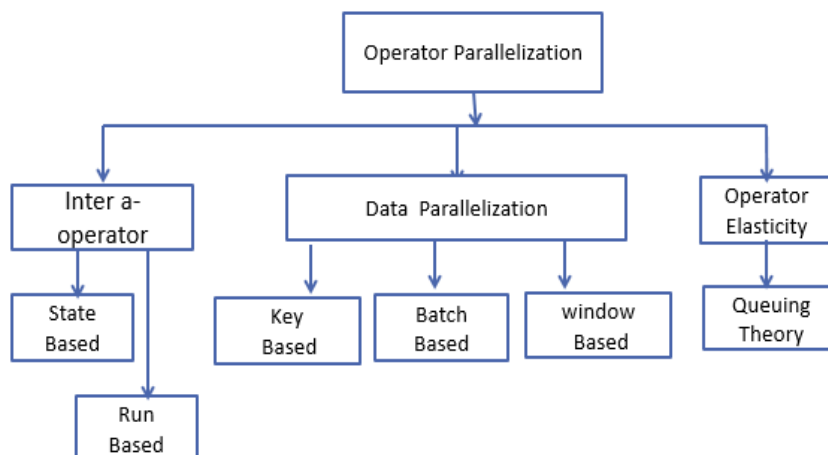 Operator Parallelization
Inter a-
operator
Data Parallelization
Operator
Elasticity
State
Based
Key
Based
Batch
Based
window
Based
Queuing
Theory
Run
Based